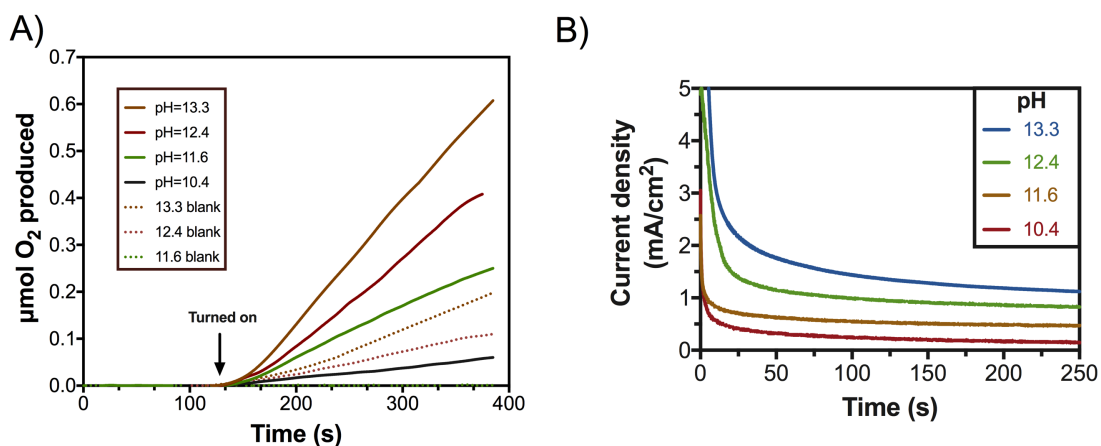 A)
0.7
0.6
0.5
0.4
0.3
0.2
0.1
0.0
μmol O₂ produced
pH=13.3
pH=12.4
pH=11.6
pH=10.4
13.3 blank
12.4 blank
11.6 blank
Turned on
0 100 200 300 400
Time (s)
B)
5
4
3
2
1
0
Current density
(mA/cm²)
pH
13.3
12.4
11.6
10.4
0 50 100 150 200 250
Time (s)